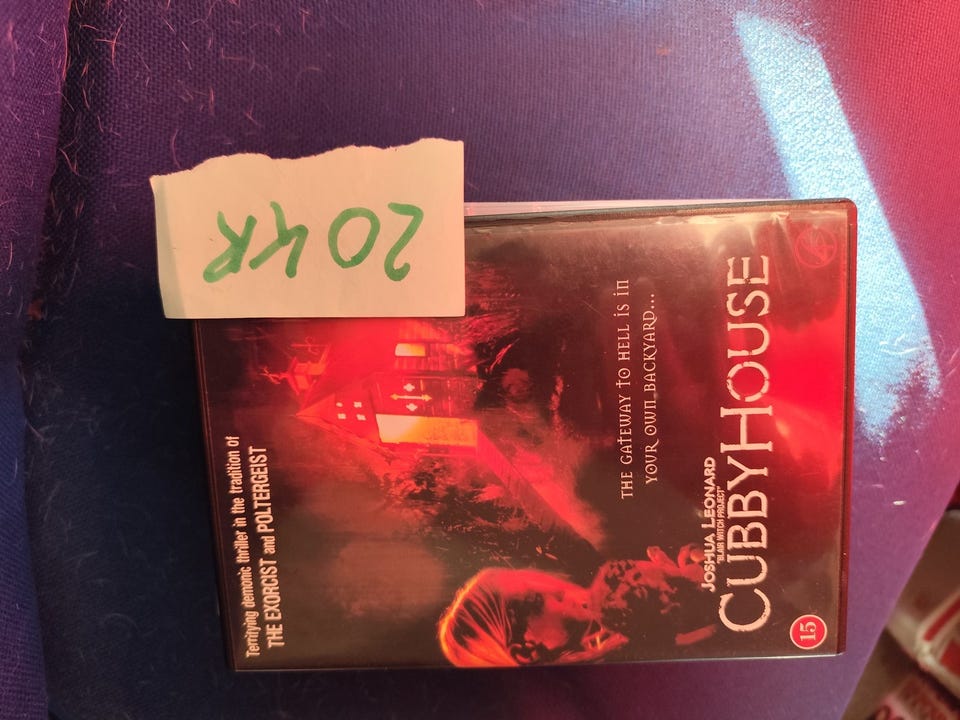 20 KR
Terrifying demonic thriller in the tradition of
THE EXORCIST and POLTERGEIST
THE GATEWAY TO HELL IS IN
YOUR OWN BACKYARD...
JOSHUA LEONARD
"BLAIR WITCH PROJECT"
CUBBYHOUSE
15